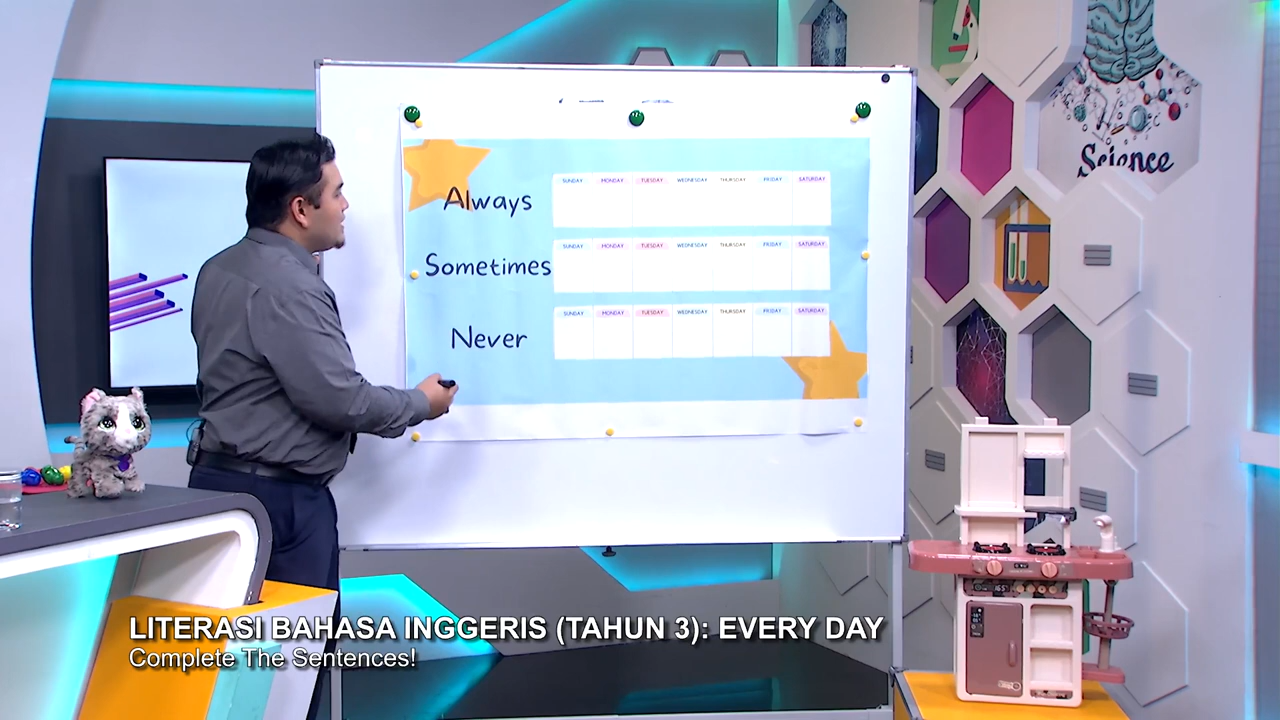 Science
Always
SUNDAY MONDAY TUESDAY WEDNESDAY THURSDAY FRIDAY SATURDAY
Sometimes
SUNDAY MONDAY TUESDAY WEDNESDAY THURSDAY FRIDAY SATURDAY
Never
SUNDAY MONDAY TUESDAY WEDNESDAY THURSDAY FRIDAY SATURDAY
LITERASI BAHASA INGGERIS (TAHUN 3): EVERY DAY
Complete The Sentences!